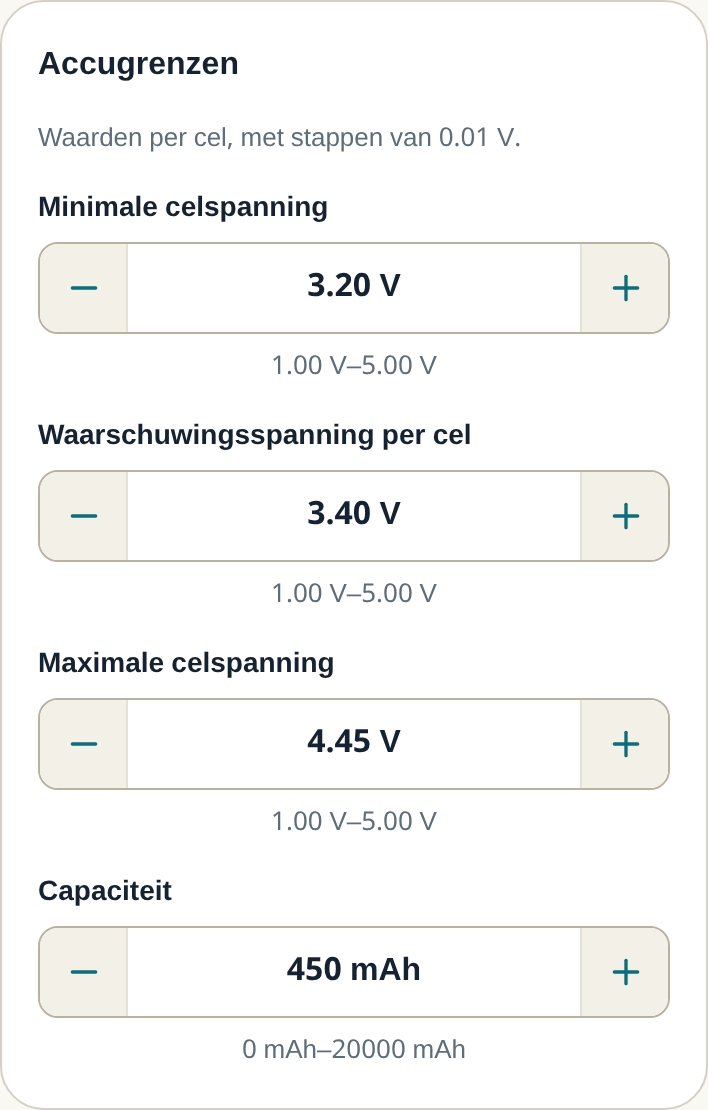 Accugrenzen
Waarden per cel, met stappen van 0.01 V.
Minimale celspanning
− 3.20 V +
1.00 V–5.00 V
Waarschuwingsspanning per cel
− 3.40 V +
1.00 V–5.00 V
Maximale celspanning
− 4.45 V +
1.00 V–5.00 V
Capaciteit
− 450 mAh +
0 mAh–20000 mAh